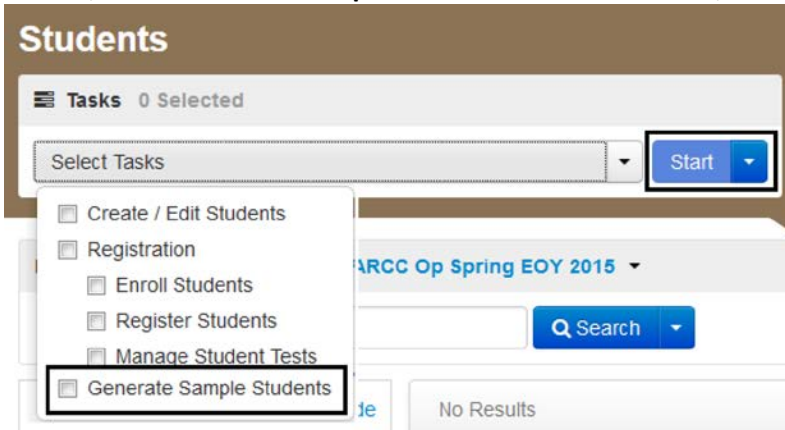 Students
Tasks 0 Selected
Select Tasks
Start
Create / Edit Students
Registration
ARCC Op Spring EOY 2015
Enroll Students
Register Students
Search
Manage Student Tests
Generate Sample Students
de
No Results